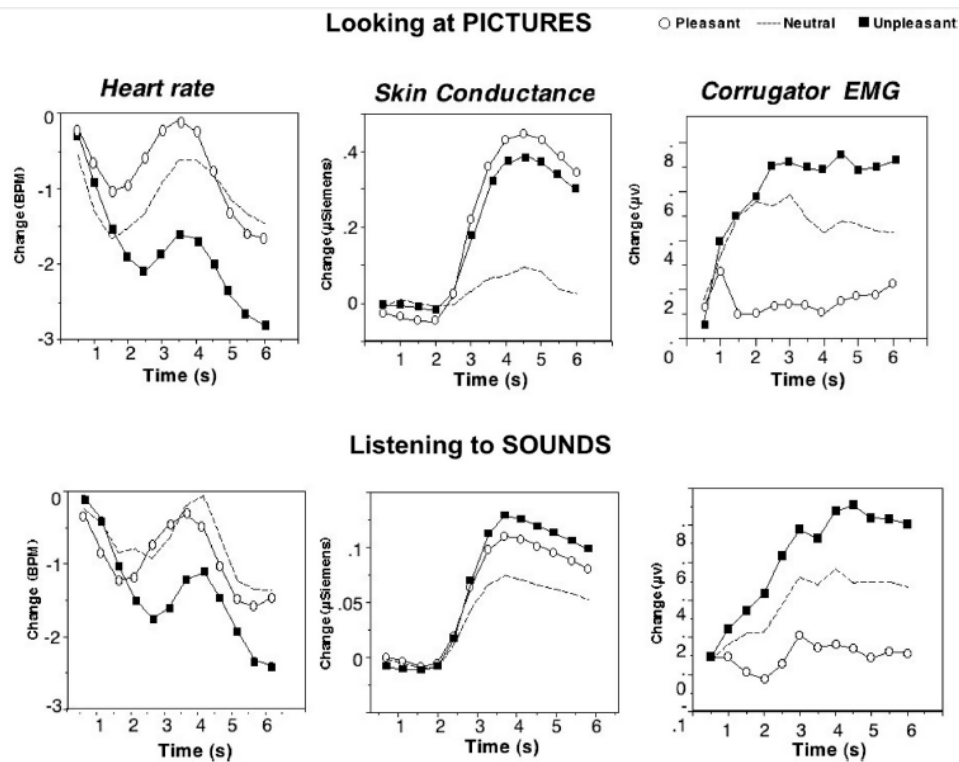 Looking at PICTURES
Pleasant Neutral Unpleasant
Heart rate
Skin Conductance
Corrugator EMG
Change (BPM)
0
-1
-2
-3
1 2 3 4 5 6
Time (s)
Change (µSiemens)
.4
.2
0
1 2 3 4 5 6
Time (s)
Change (µv)
8
6
4
2
0
1 2 3 4 5 6
Time (s)
Listening to SOUNDS
Change (BPM)
0
-1
-2
-3
1 2 3 4 5 6
Time (s)
Change (µSiemens)
.1
.05
0
1 2 3 4 5 6
Time (s)
Change (µv)
8
6
4
2
0
.1
1 2 3 4 5 6
Time (s)